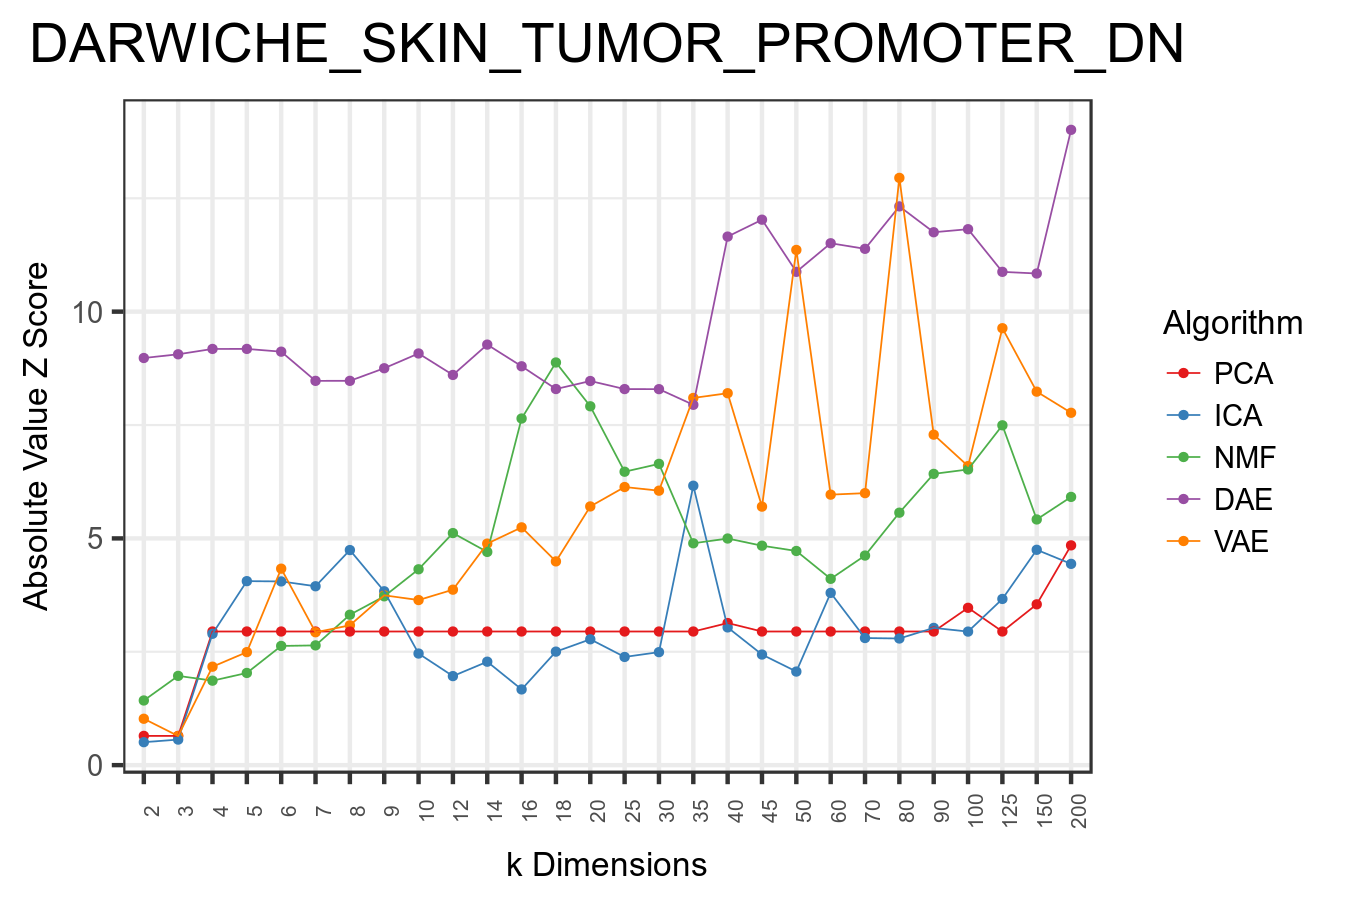 DARWICHE_SKIN_TUMOR_PROMOTER_DN
Absolute Value Z Score
10
5
0
2 3 4 5 6 7 8 9 10 12 14 16 18 20 25 30 35 40 45 50 60 70 80 90 100 125 150 200
k Dimensions
Algorithm
PCA
ICA
NMF
DAE
VAE